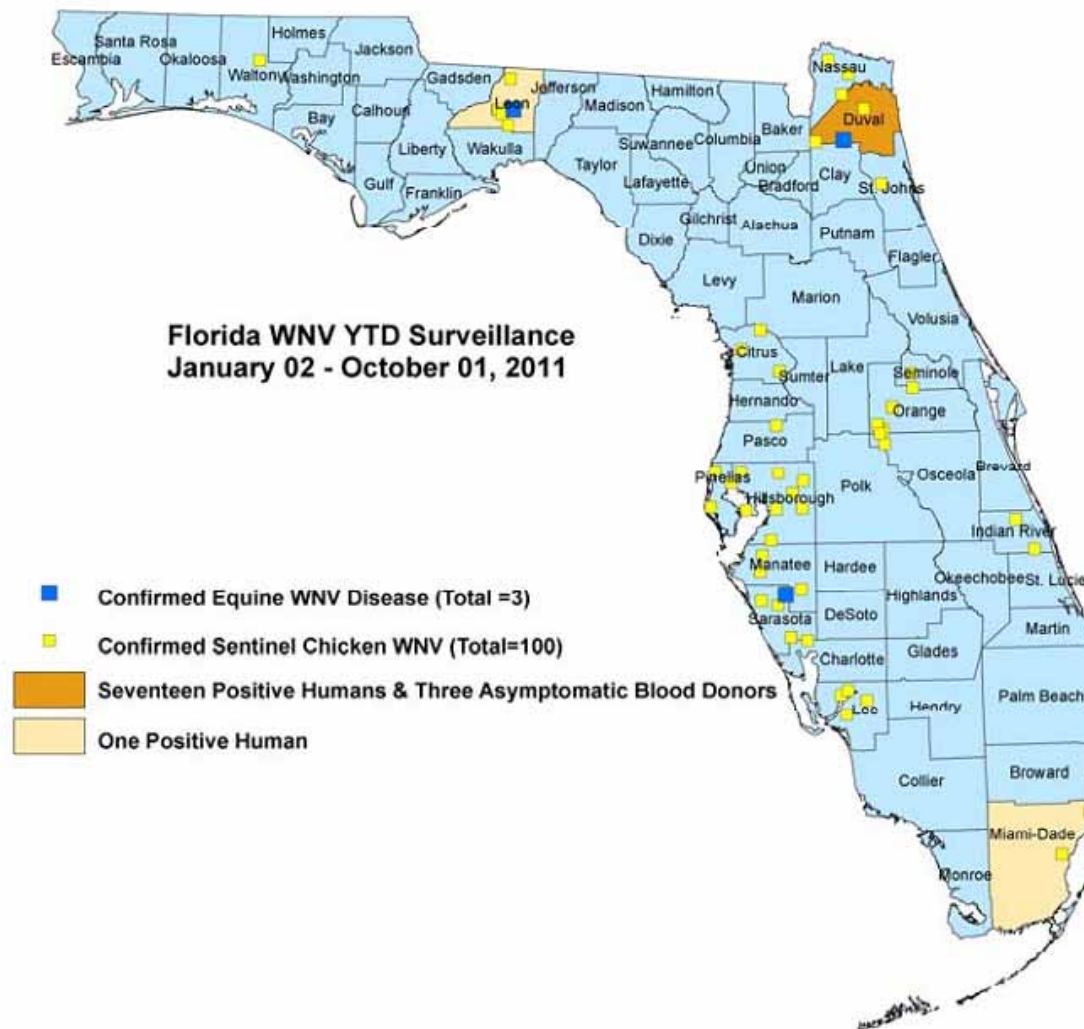 Holmes
Santa Rosa
Jackson
Escambia
Okaloosa
Walton
Washington
Gadsden
Jefferson
Hamilton
Nassau
Leon
Madison
Duval
Calhoun
Bay
Liberty
Wakulla
Suwannee
Columbia
Baker
Taylor
Union
Clay
Bradford
St. Johns
Lafayette
Gulf
Franklin
Gilchrist
Alachua
Putnam
Dixie
Flagler
Levy
Marion
Volusia
Florida WNV YTD Surveillance
January 02 - October 01, 2011
Citrus
Lake
Sumter
Seminole
Hernando
Orange
Pasco
Osceola
Brevard
Pinellas
Polk
Hillsborough
Indian River
Manatee
Hardee
Okeechobee
St. Lucie
Highlands
Sarasota
DeSoto
Martin
Charlotte
Glades
Lee
Hendry
Palm Beach
Collier
Broward
Miami-Dade
Monroe
Confirmed Equine WNV Disease (Total =3)
Confirmed Sentinel Chicken WNV (Total=100)
Seventeen Positive Humans & Three Asymptomatic Blood Donors
One Positive Human